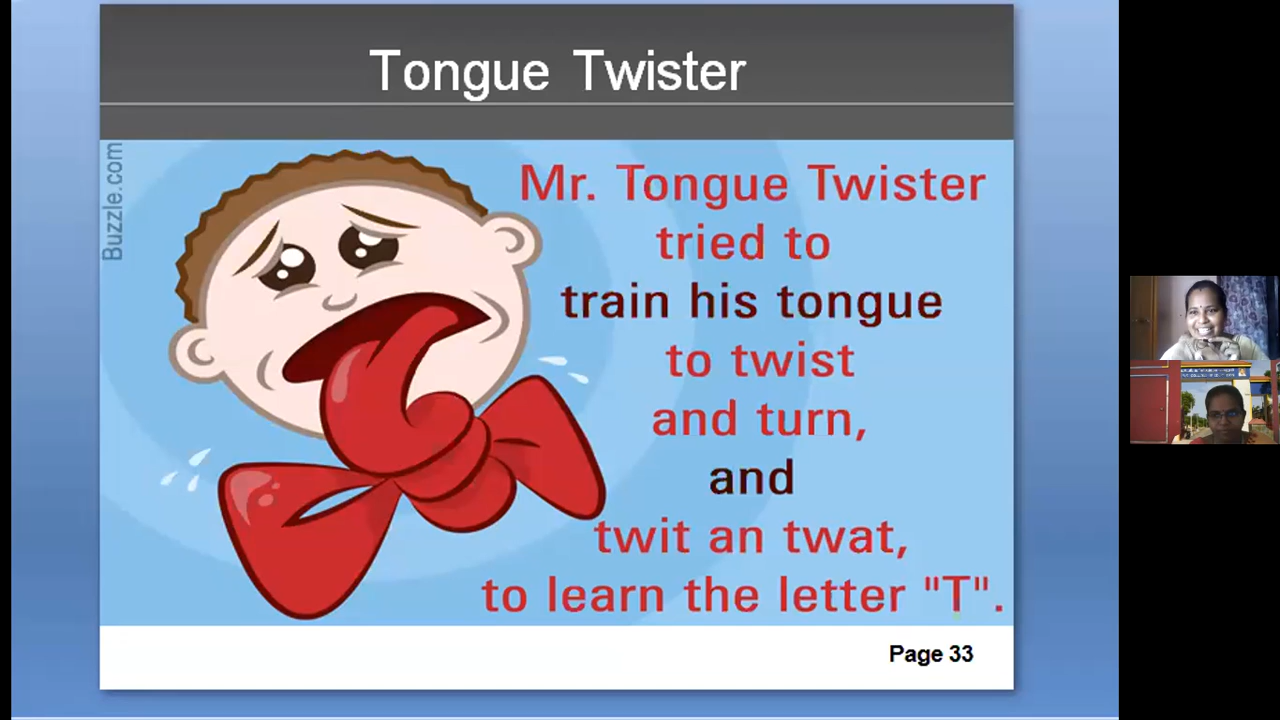 Tongue Twister
Buzzle.com
Mr. Tongue Twister
tried to
train his tongue
to twist
and turn,
and
twit an twat,
to learn the letter "T".
Page 33